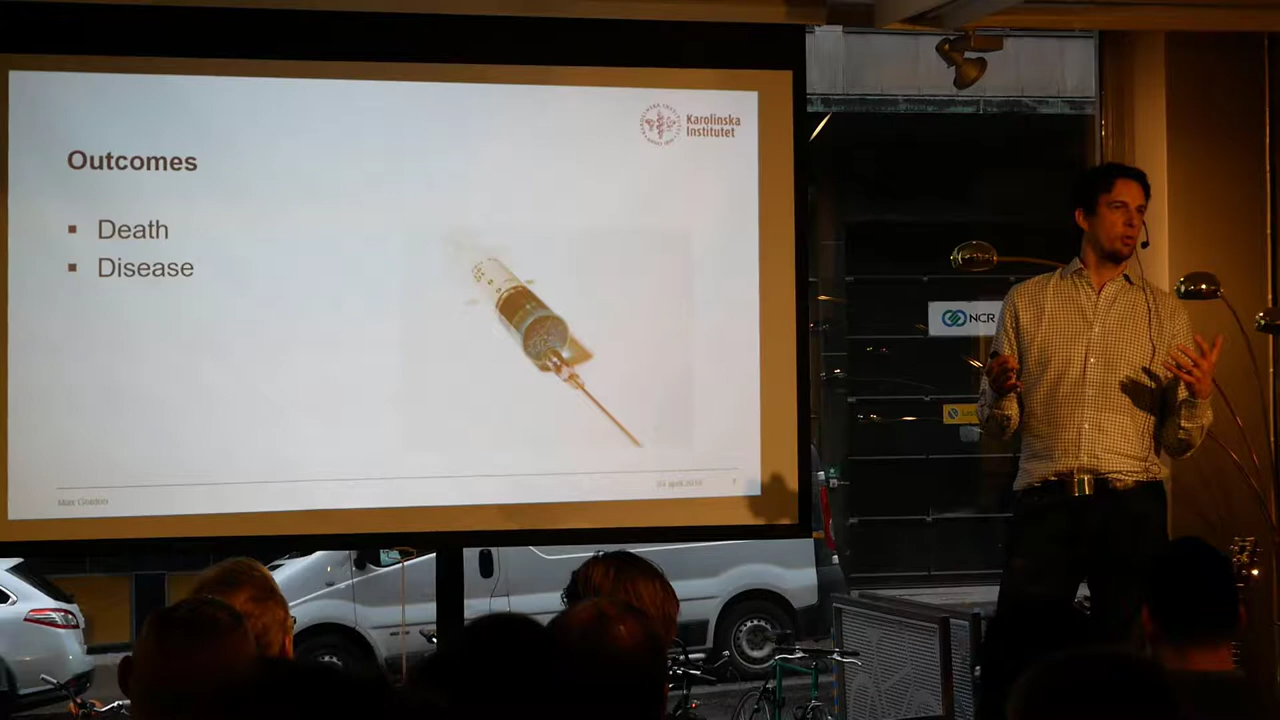 Karolinska
Institutet
Outcomes
Death
Disease
NCR
Max Gordon